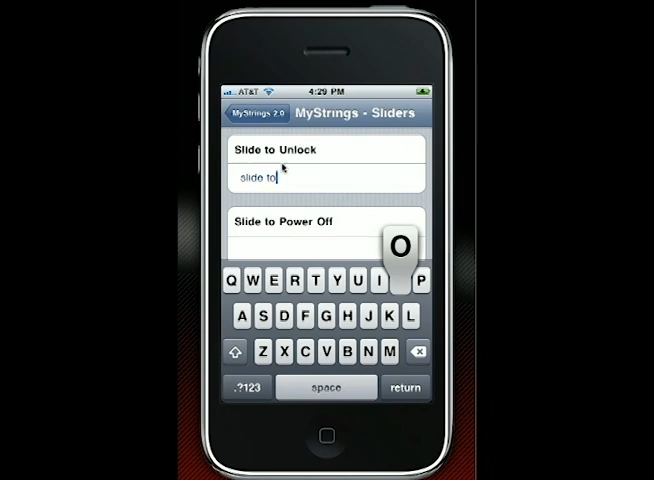 AT&T 4:29 PM
MyStrings 2.0 MyStrings - Sliders
Slide to Unlock
slide to
Slide to Power Off
O
Q W E R T Y U I P
A S D F G H J K L
Z X C V B N M
.?123 space return